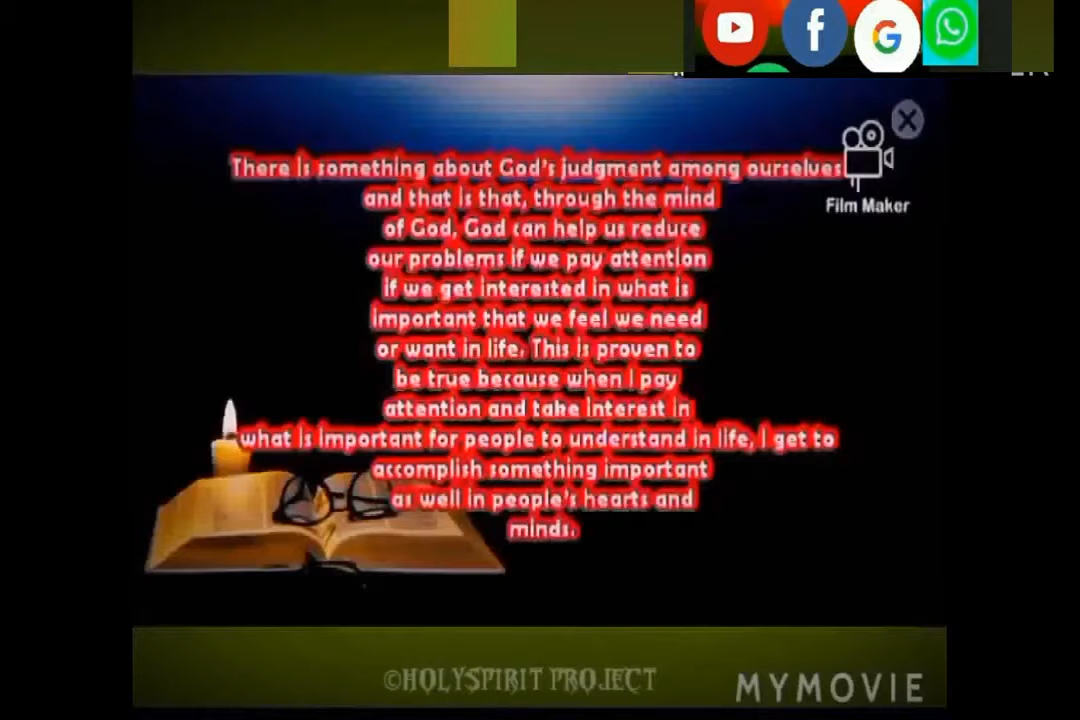 There is something about God's judgment among ourselves
and that is that, through the mind
of God, God can help us reduce
our problems if we pay attention
if we get interested in what is
important that we feel we need
or want in life. This is proven to
be true because when I pay
attention and take interest in
what is important for people to understand in life, I get to
accomplish something important
as well in people's hearts and
minds.
Film Maker
©HOLYSPIRIT PROJECT
MYMOVIE